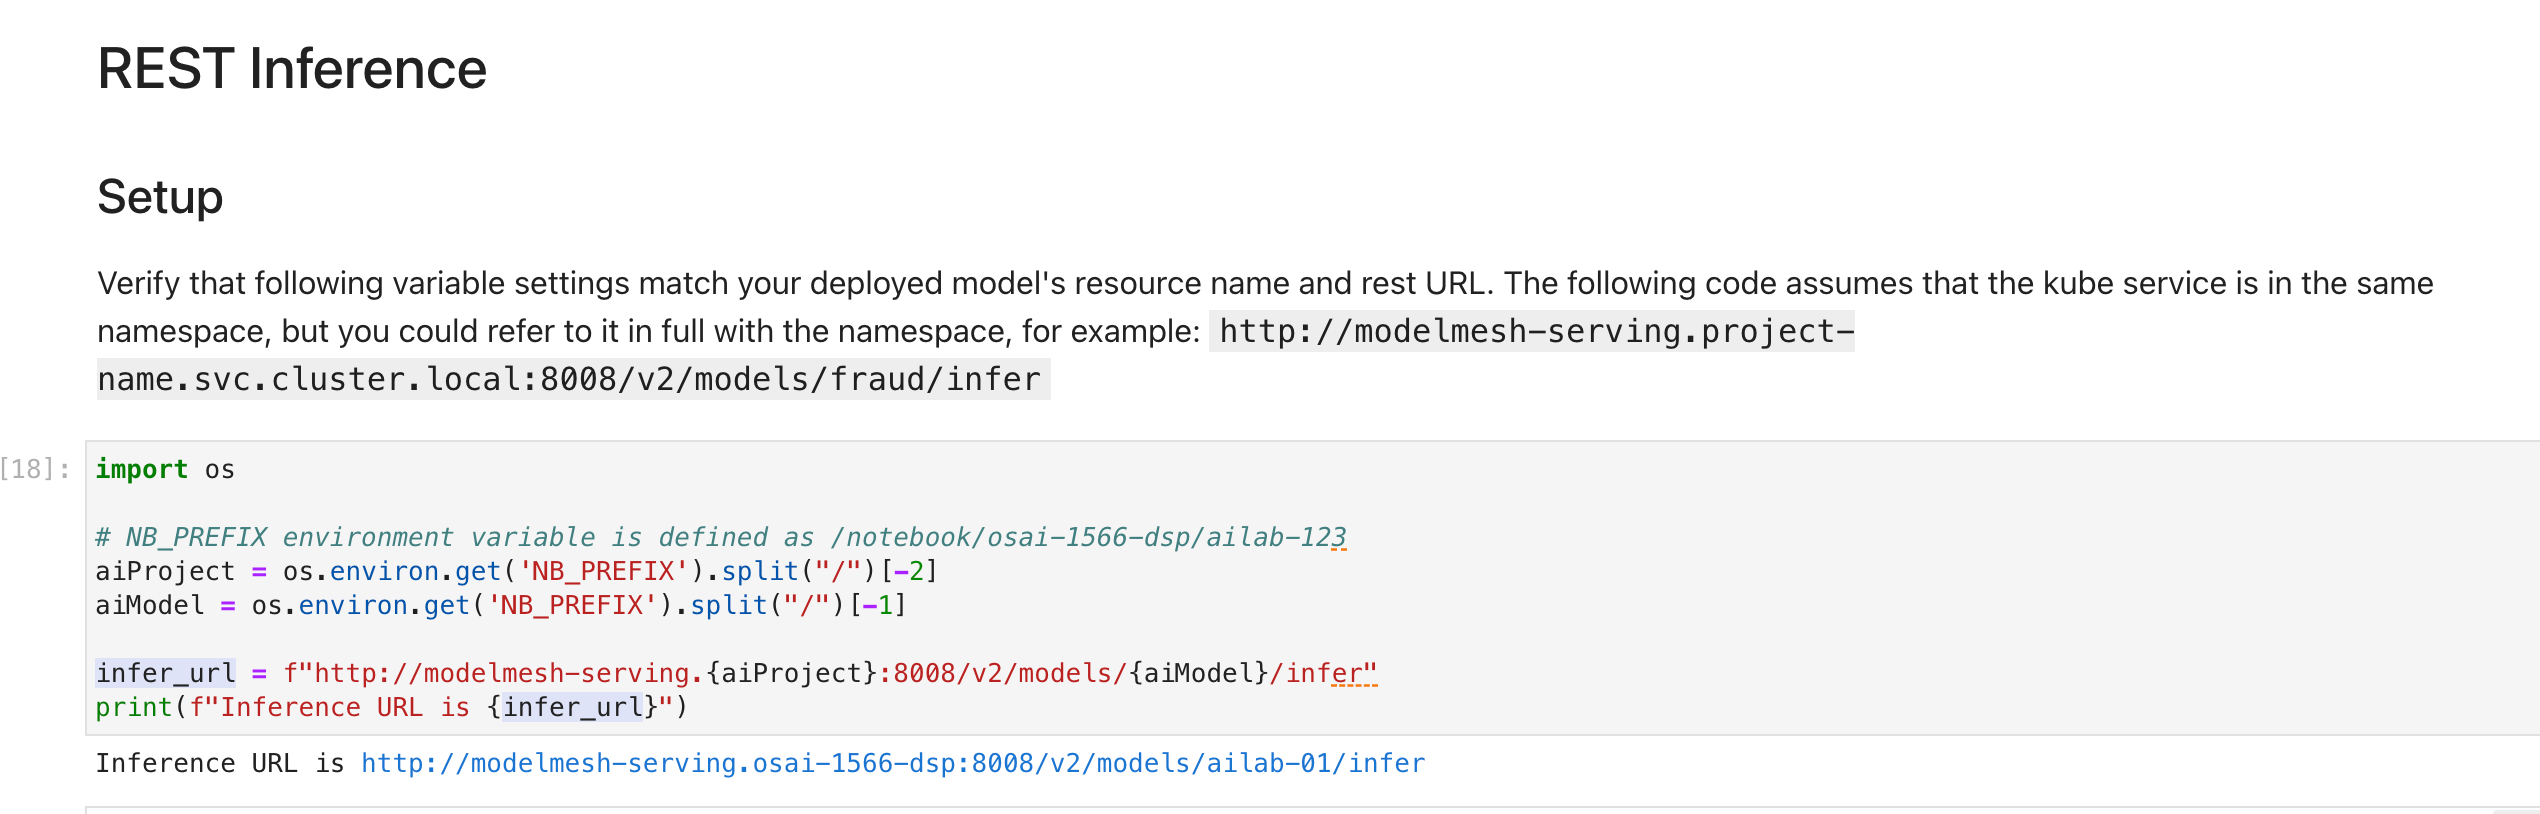 REST Inference
Setup
Verify that following variable settings match your deployed model's resource name and rest URL. The following code assumes that the kube service is in the same
namespace, but you could refer to it in full with the namespace, for example: http://modelmesh-serving.project-
name.svc.cluster.local:8008/v2/models/fraud/infer
[18]: import os
# NB_PREFIX environment variable is defined as /notebook/osai-1566-dsp/ailab-123
aiProject = os.environ.get('NB_PREFIX').split("/")[-2]
aiModel = os.environ.get('NB_PREFIX').split("/")[-1]
infer_url = f"http://modelmesh-serving.{aiProject}:8008/v2/models/{aiModel}/infer"
print(f"Inference URL is {infer_url}")
Inference URL is http://modelmesh-serving.osai-1566-dsp:8008/v2/models/ailab-01/infer